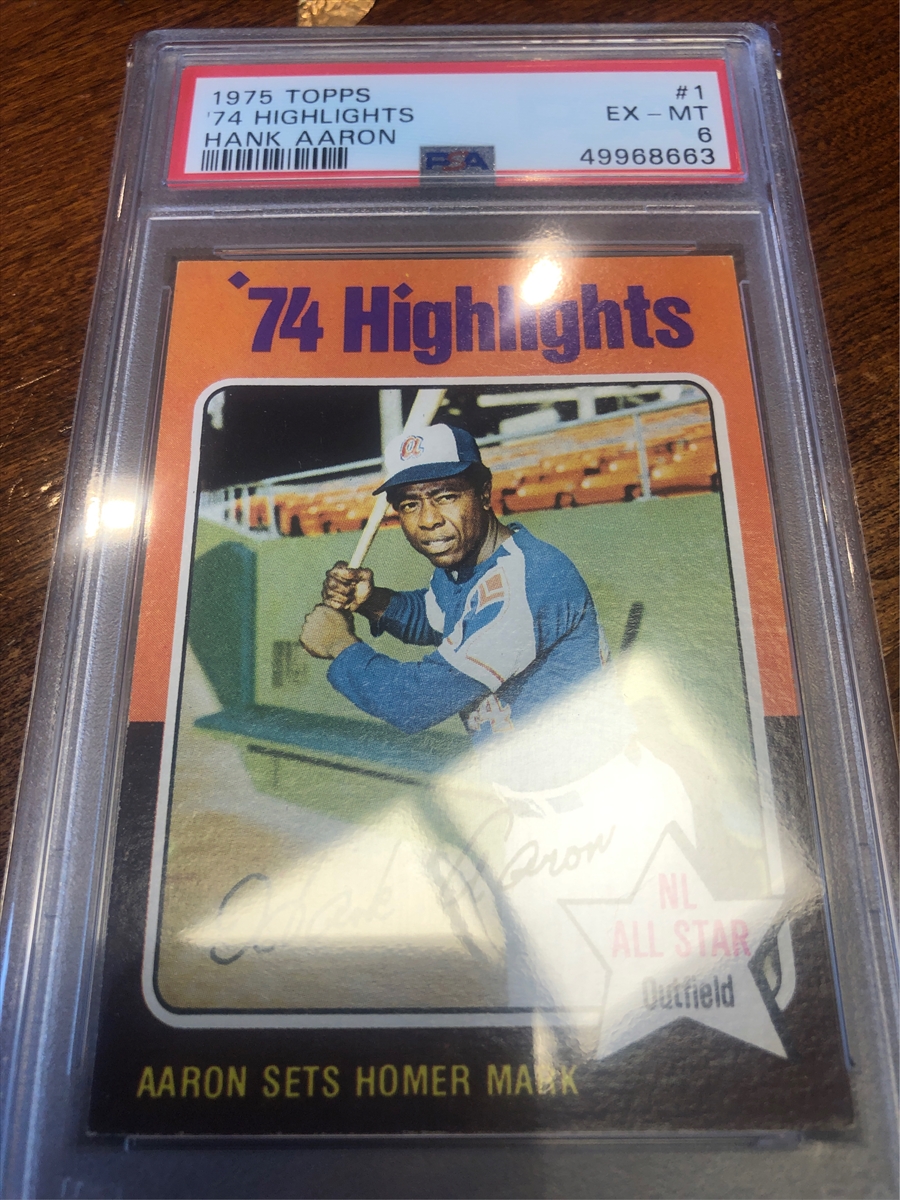 1975 TOPPS
#1
'74 HIGHLIGHTS
EX - MT
HANK AARON
6
PSA
49968663
'74 Highlights
a
Hank Aaron
NL
ALL STAR
Outfield
AARON SETS HOMER MARK